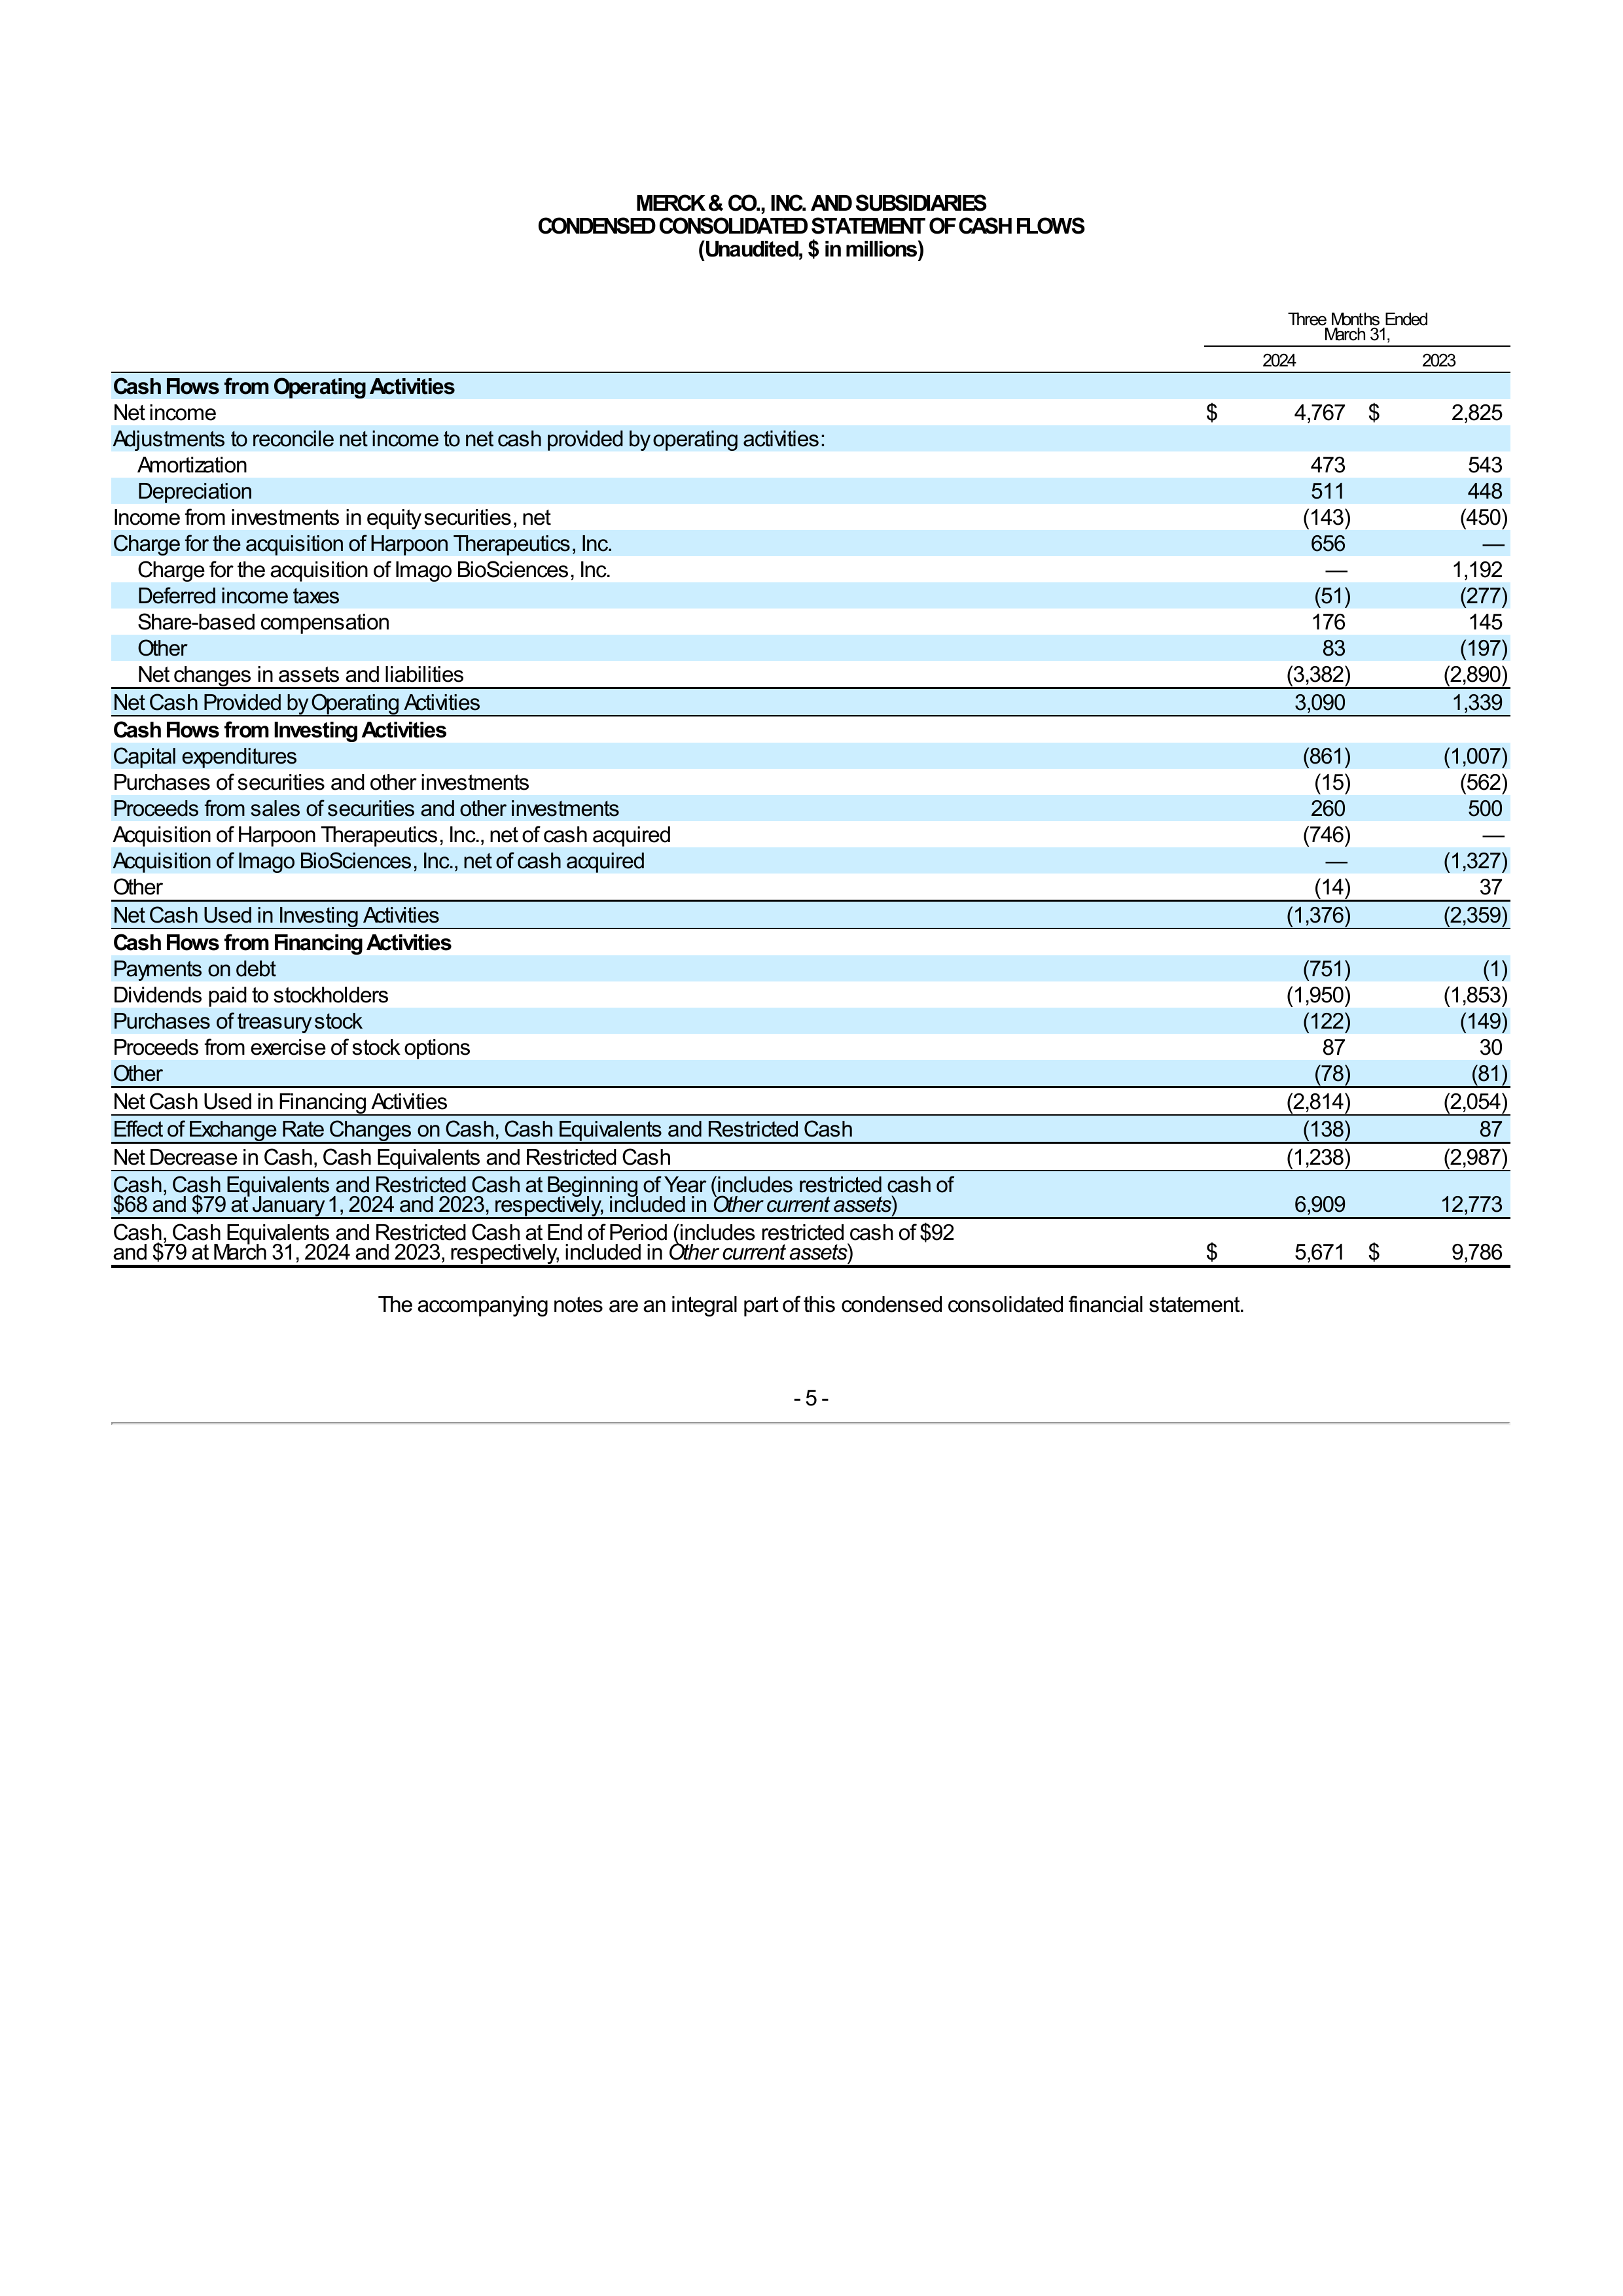 MERCK & CO., INC. AND SUBSIDIARIES
CONDENSED CONSOLIDATED STATEMENT OF CASH FLOWS
(Unaudited, $ in millions)
Three Months Ended
March 31,
2024 2023
Cash Flows from Operating Activities
Net income $ 4,767 $ 2,825
Adjustments to reconcile net income to net cash provided by operating activities:
Amortization 473 543
Depreciation 511 448
Income from investments in equity securities, net (143) (450)
Charge for the acquisition of Harpoon Therapeutics, Inc. 656 —
Charge for the acquisition of Imago BioSciences, Inc. — 1,192
Deferred income taxes (51) (277)
Share-based compensation 176 145
Other 83 (197)
Net changes in assets and liabilities (3,382) (2,890)
Net Cash Provided by Operating Activities 3,090 1,339
Cash Flows from Investing Activities
Capital expenditures (861) (1,007)
Purchases of securities and other investments (15) (562)
Proceeds from sales of securities and other investments 260 500
Acquisition of Harpoon Therapeutics, Inc., net of cash acquired (746) —
Acquisition of Imago BioSciences, Inc., net of cash acquired — (1,327)
Other (14) 37
Net Cash Used in Investing Activities (1,376) (2,359)
Cash Flows from Financing Activities
Payments on debt (751) (1)
Dividends paid to stockholders (1,950) (1,853)
Purchases of treasury stock (122) (149)
Proceeds from exercise of stock options 87 30
Other (78) (81)
Net Cash Used in Financing Activities (2,814) (2,054)
Effect of Exchange Rate Changes on Cash, Cash Equivalents and Restricted Cash (138) 87
Net Decrease in Cash, Cash Equivalents and Restricted Cash (1,238) (2,987)
Cash, Cash Equivalents and Restricted Cash at Beginning of Year (includes restricted cash of
$68 and $79 at January 1, 2024 and 2023, respectively, included in Other current assets) 6,909 12,773
Cash, Cash Equivalents and Restricted Cash at End of Period (includes restricted cash of $92
and $79 at March 31, 2024 and 2023, respectively, included in Other current assets) $ 5,671 $ 9,786
The accompanying notes are an integral part of this condensed consolidated financial statement.
- 5 -